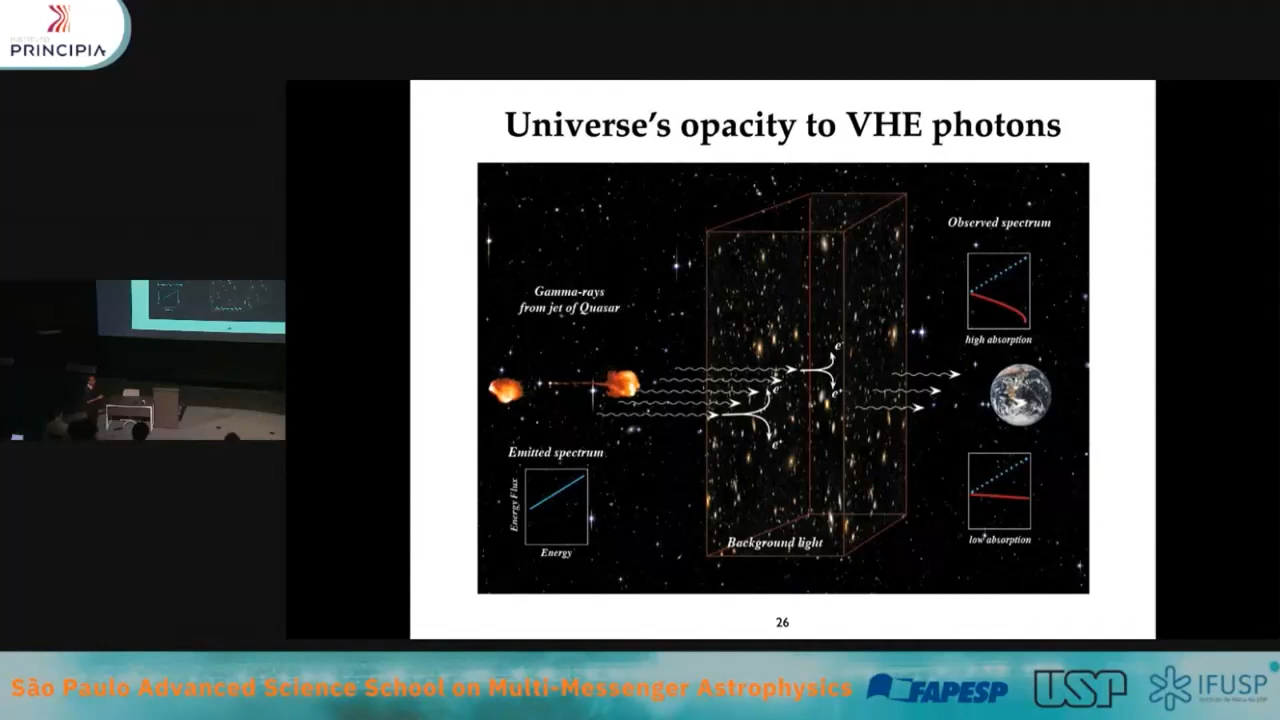 INSTITUTO
PRINCIPIA
Universe's opacity to VHE photons
Observed spectrum
Gamma-rays
from jet of Quasar
high absorption
e
e
e
e
Emitted spectrum
Energy Flux
Energy
Background light
low absorption
26
São Paulo Advanced Science School on Multi-Messenger Astrophysics
FAPESP
USP
IFUSP